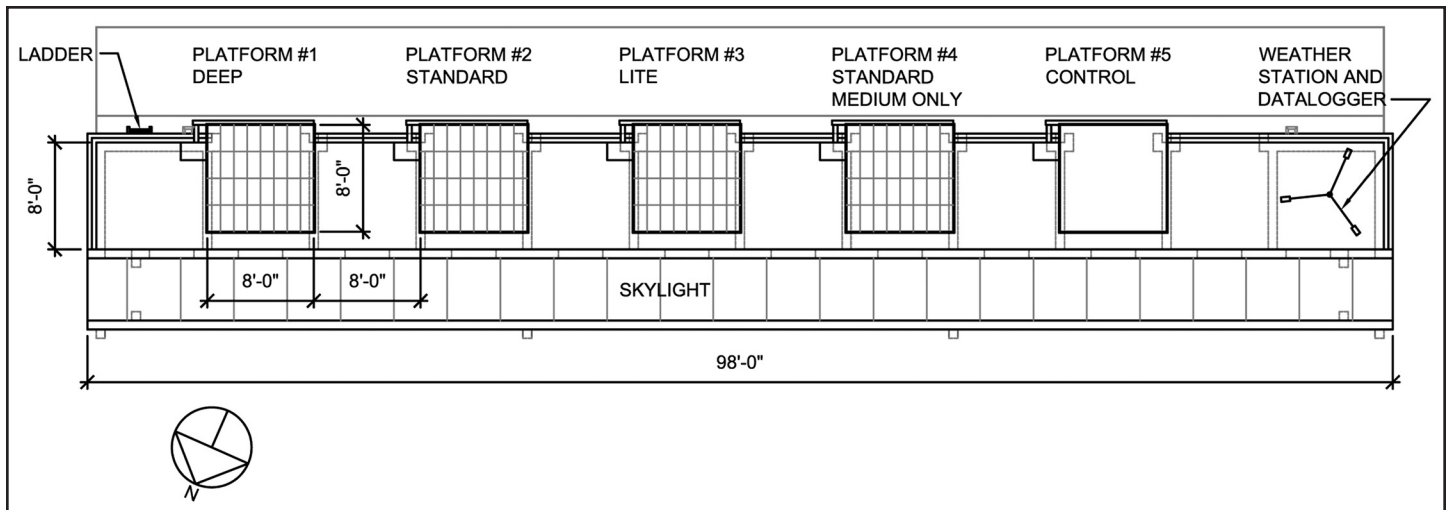 LADDER
PLATFORM #1
DEEP
PLATFORM #2
STANDARD
PLATFORM #3
LITE
PLATFORM #4
STANDARD
MEDIUM ONLY
PLATFORM #5
CONTROL
WEATHER
STATION AND
DATALOGGER
8'-0"
8'-0"
8'-0"
8'-0"
SKYLIGHT
98'-0"
N